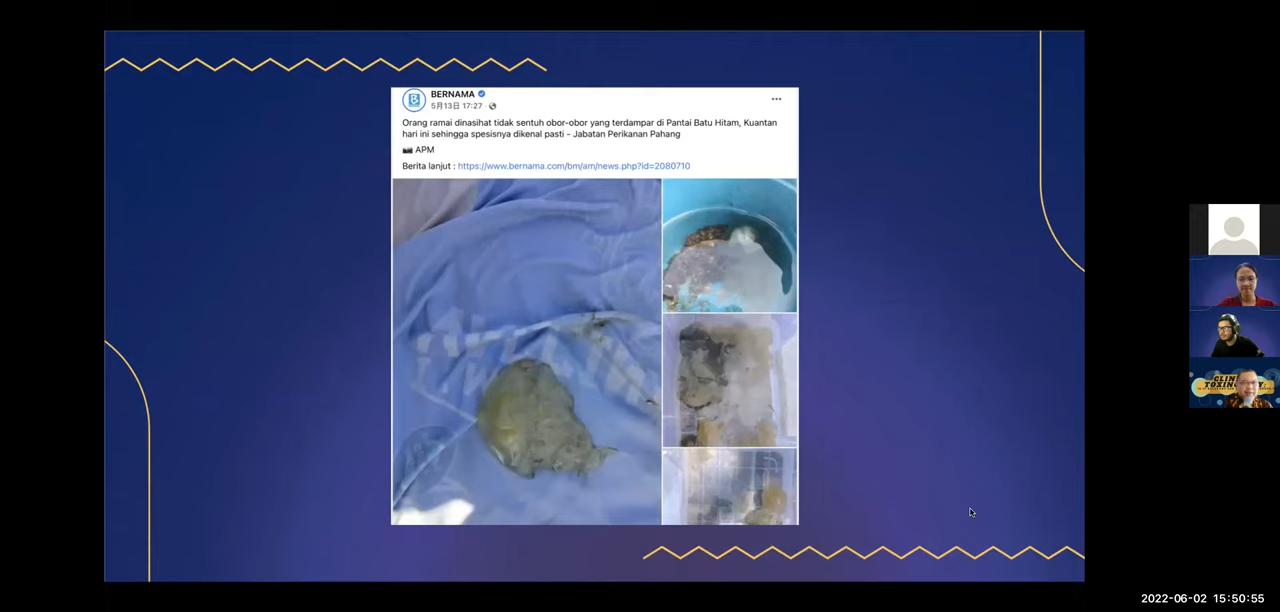 BERNAMA
5月13日 17:27 ·
Orang ramai dinasihat tidak sentuh obor-obor yang terdampar di Pantai Batu Hitam, Kuantan
hari ini sehingga spesisnya dikenal pasti - Jabatan Perikanan Pahang
📷 APM
Berita lanjut : https://www.bernama.com/bm/am/news.php?id=2080710
2022-06-02 15:50:55